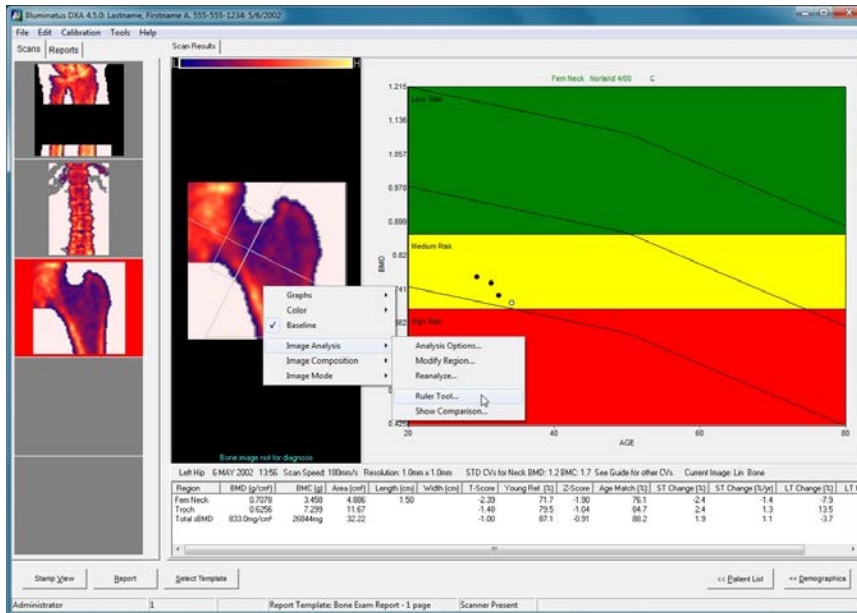 Illuminatus DXA 4.5.0: Lastname, Firstname A. 555-555-1234: 5/6/2002
File Edit Calibration Tools Help
Scans Reports
Scan Results
L H
Fem Neck Norland 4/00 C
1.215
Low Risk
1.136
1.057
0.978
0.899
Medium Risk
0.82
BMD
Graphs
Color
Baseline
High Risk
Image Analysis
Analysis Options...
Image Composition
Modify Region...
Image Mode
Reanalyze...
Ruler Tool...
Show Comparison...
20 40 60 80
AGE
Bone image not for diagnosis
Left Hip 6 MAY 2002 13:56 Scan Speed: 180mm/s Resolution: 1.0mm x 1.0mm STD CVs for Neck BMD: 1.2 BMC: 1.7 See Guide for other CVs. Current Image: Lin Bone
Region BMD (g/cm²) BMC (g) Area (cm²) Length (cm) Width (cm) T-Score Young Ref. (%) Z-Score Age Match (%) ST Change (%) ST Change (%/yr) LT Change (%) LT
Fem Neck 0.7078 3.458 4.886 1.50 -2.39 71.7 -1.90 76.1 -2.4 -1.4 -7.9
Troch 0.6256 7.299 11.67 -1.48 79.5 -1.04 84.7 2.4 1.3 13.5
Total sBMD 833.0mg/cm² 26844mg 32.22 -1.00 87.1 -0.91 88.2 1.9 1.1 -3.7
Stamp View Report Select Template << Patient List << Demographics
Administrator 1 Report Template: Bone Exam Report - 1 page Scanner Present